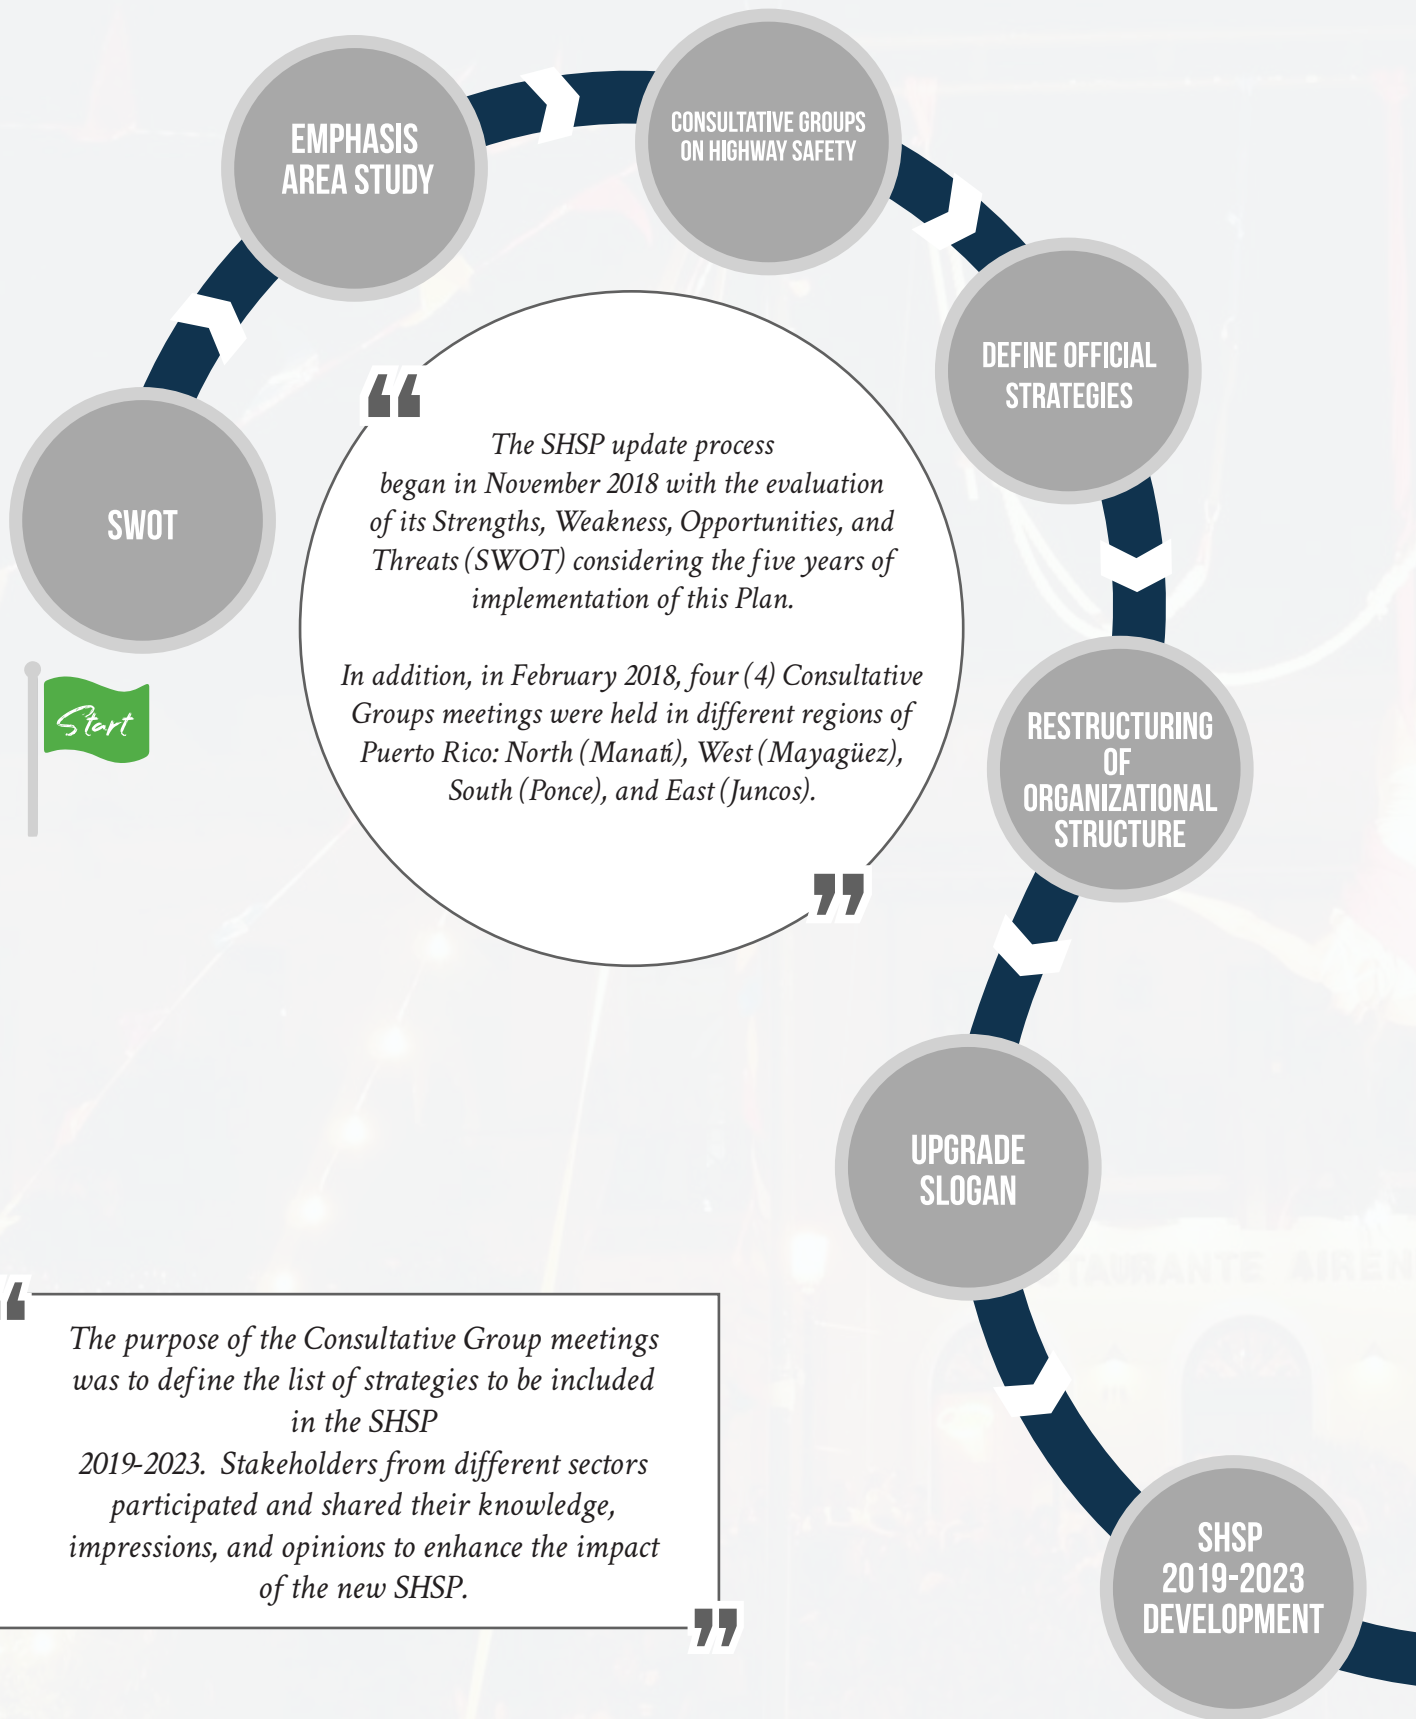 EMPHASIS
AREA STUDY
CONSULTATIVE GROUPS
ON HIGHWAY SAFETY
DEFINE OFFICIAL
STRATEGIES
SWOT
Start
“
The SHSP update process
began in November 2018 with the evaluation
of its Strengths, Weakness, Opportunities, and
Threats (SWOT) considering the five years of
implementation of this Plan.
In addition, in February 2018, four (4) Consultative
Groups meetings were held in different regions of
Puerto Rico: North (Manatí), West (Mayagüez),
South (Ponce), and East (Juncos).
”
RESTRUCTURING
OF
ORGANIZATIONAL
STRUCTURE
UPGRADE
SLOGAN
TAURANTE AIREN
“
The purpose of the Consultative Group meetings
was to define the list of strategies to be included
in the SHSP
2019-2023. Stakeholders from different sectors
participated and shared their knowledge,
impressions, and opinions to enhance the impact
of the new SHSP.
”
SHSP
2019-2023
DEVELOPMENT